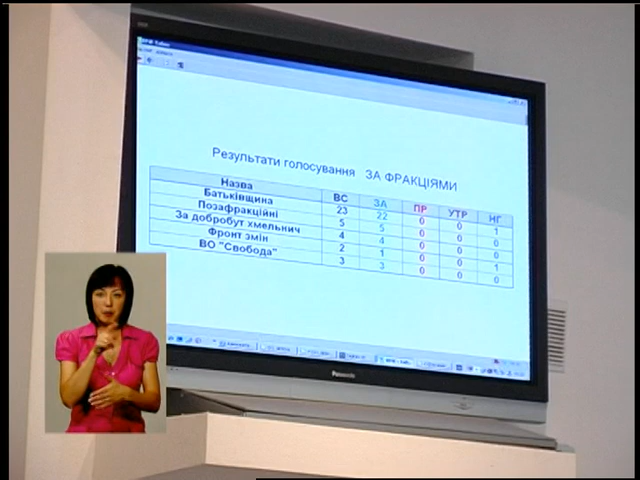 Результати голосування ЗА ФРАКЦІЯМИ
Назва ВС ЗА ПР УТР НГ
Батьківщина 23 22 0 0 1
Позафракційні 5 5 0 0 0
За добробут хмельнич 4 4 0 0 0
Фронт змін 2 1 0 0 1
ВО "Свобода" 3 3 0 0 0
Panasonic